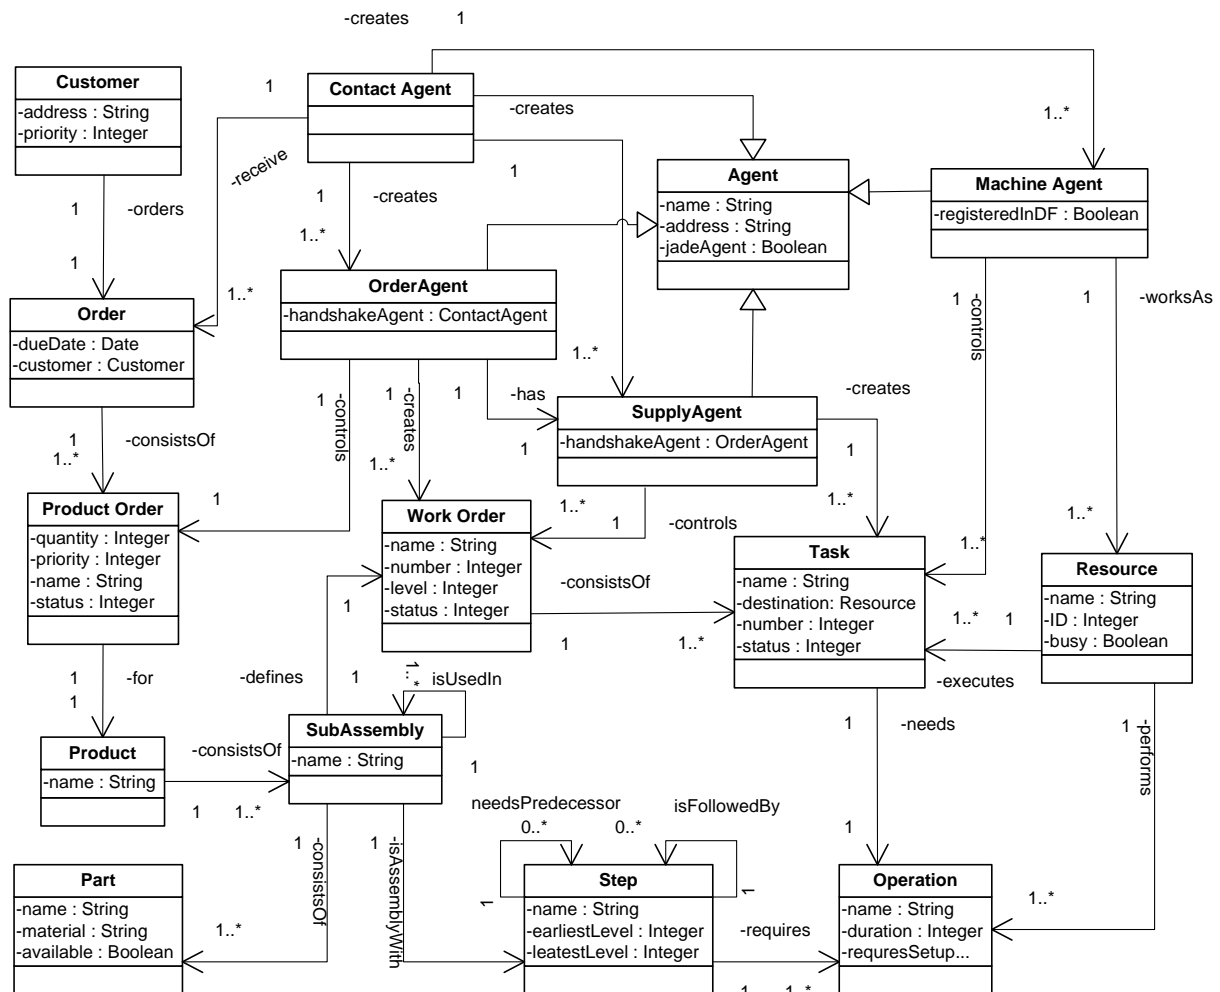 -creates 1
Customer
-address : String
-priority : Integer
1
Contact Agent
-creates
1..*
-receive
1
-creates
1
Agent
-name : String
-address : String
-jadeAgent : Boolean
Machine Agent
-registeredInDF : Boolean
1
-orders
1
1..*
1..*
OrderAgent
-handshakeAgent : ContactAgent
1
-controls
1
-worksAs
Order
-dueDate : Date
-customer : Customer
1..*
1
-controls
1
-creates
1
-has
1
SupplyAgent
-handshakeAgent : OrderAgent
-creates
1
1..*
1
-consistsOf
1..*
1..*
1
Product Order
-quantity : Integer
-priority : Integer
-name : String
-status : Integer
Work Order
-name : String
-number : Integer
-level : Integer
-status : Integer
1..*
1
-controls
-consistsOf
1
1..*
Task
-name : String
-destination: Resource
-number : Integer
-status : Integer
1..*
1..*
Resource
-name : String
-ID : Integer
-busy : Boolean
1..*
1
-executes
1
-for
1
-defines
1
1
1..*
isUsedIn
1
SubAssembly
-name : String
Product
-name : String
-consistsOf
1
1..*
1
-needs
1
1
-performs
1..*
1
-consistsOf
1..*
1
-isAssemblyWith
needsPredecessor
0..*
1
isFollowedBy
0..*
1
Part
-name : String
-material : String
-available : Boolean
Step
-name : String
-earliestLevel : Integer
-leatestLevel : Integer
-requires
1
1..*
Operation
-name : String
-duration : Integer
-requresSetup...